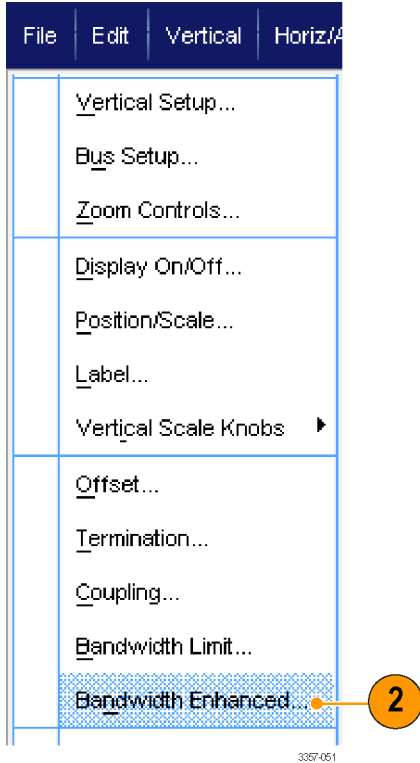 File Edit Vertical Horiz/A
Vertical Setup...
Bus Setup...
Zoom Controls...
Display On/Off...
Position/Scale...
Label...
Vertical Scale Knobs
Offset...
Termination...
Coupling...
Bandwidth Limit...
Bandwidth Enhanced...
2
3357-051